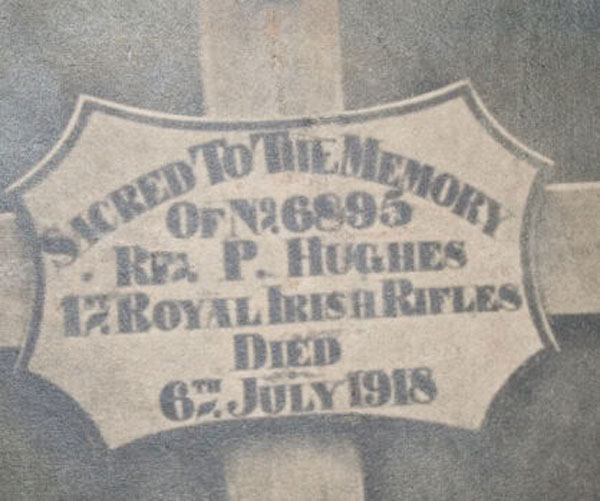 SACRED TO THE MEMORY
OF No. 6895
RFN. P. HUGHES
1ST ROYAL IRISH RIFLES
DIED
6TH JULY 1918